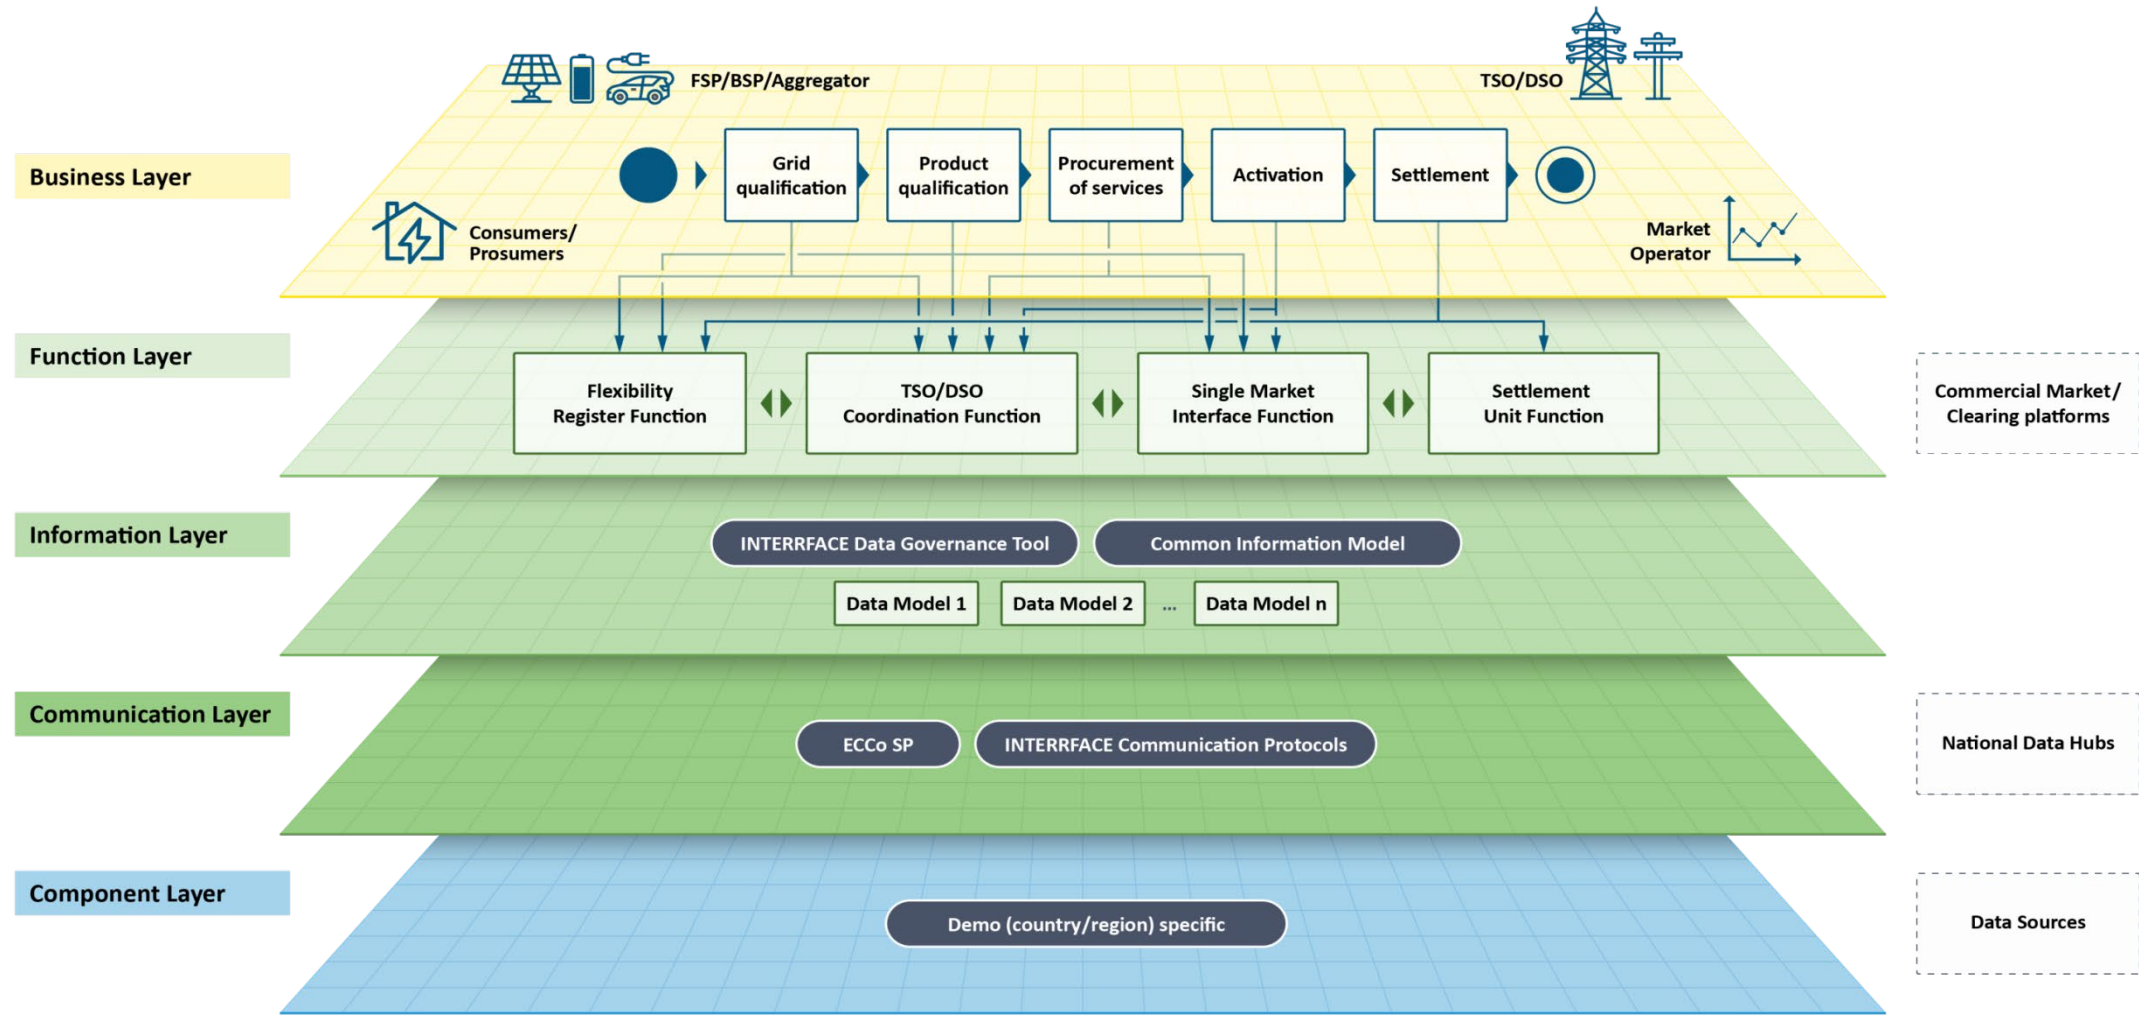 FSP/BSP/Aggregator
TSO/DSO
Business Layer
Grid
qualification
Product
qualification
Procurement
of services
Activation
Settlement
Consumers/
Prosumers
Market
Operator
Function Layer
Flexibility
Register Function
TSO/DSO
Coordination Function
Single Market
Interface Function
Settlement
Unit Function
Commercial Market/
Clearing platforms
Information Layer
INTERRFACE Data Governance Tool
Common Information Model
Data Model 1
Data Model 2
...
Data Model n
Communication Layer
ECCo SP
INTERRFACE Communication Protocols
National Data Hubs
Component Layer
Demo (country/region) specific
Data Sources